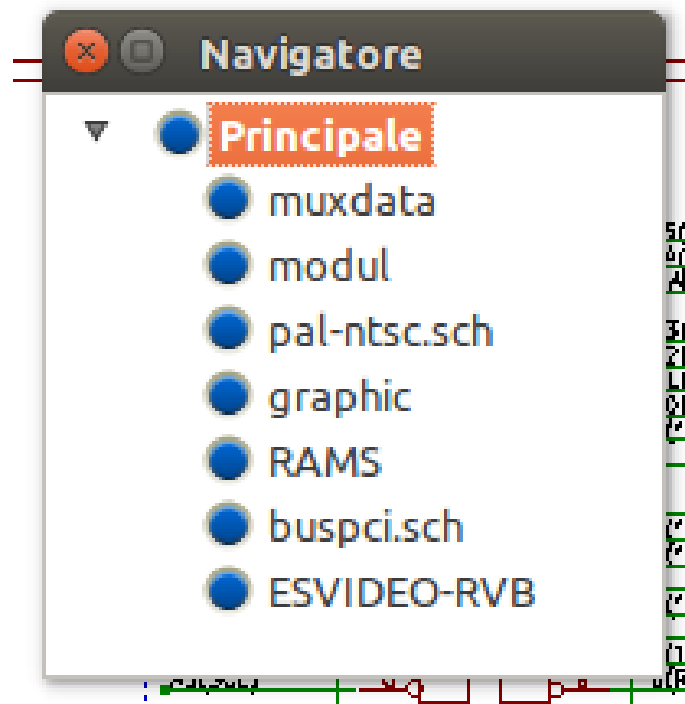 Navigatore
Principale
muxdata
modul
pal-ntsc.sch
graphic
RAMS
buspci.sch
ESVIDEO-RVB